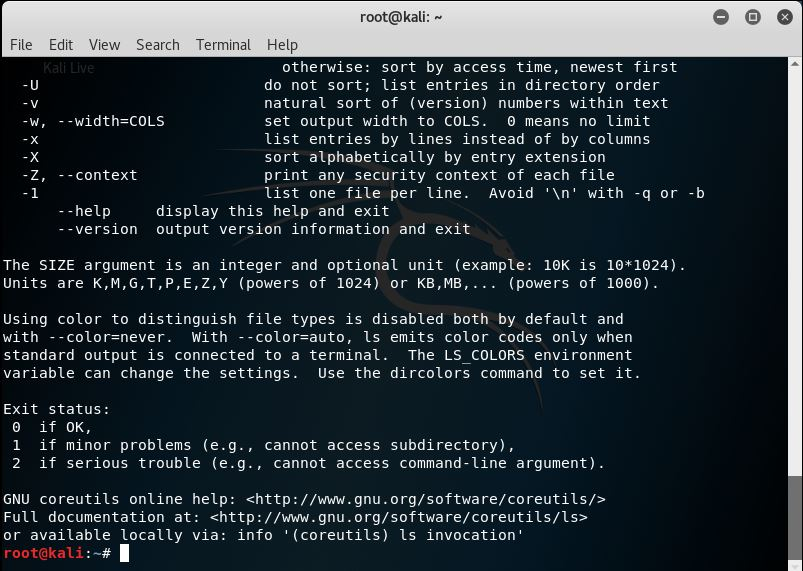 root@kali: ~
File Edit View Search Terminal Help
Kali Live
otherwise: sort by access time, newest first
-U                         do not sort; list entries in directory order
-v                         natural sort of (version) numbers within text
-w, --width=COLS           set output width to COLS.  0 means no limit
-x                         list entries by lines instead of by columns
-X                         sort alphabetically by entry extension
-Z, --context              print any security context of each file
-1                         list one file per line.  Avoid '\n' with -q or -b
--help     display this help and exit
--version  output version information and exit
The SIZE argument is an integer and optional unit (example: 10K is 10*1024).
Units are K,M,G,T,P,E,Z,Y (powers of 1024) or KB,MB,... (powers of 1000).
Using color to distinguish file types is disabled both by default and
with --color=never.  With --color=auto, ls emits color codes only when
standard output is connected to a terminal.  The LS_COLORS environment
variable can change the settings.  Use the dircolors command to set it.
Exit status:
0  if OK,
1  if minor problems (e.g., cannot access subdirectory),
2  if serious trouble (e.g., cannot access command-line argument).
GNU coreutils online help: <http://www.gnu.org/software/coreutils/>
Full documentation at: <http://www.gnu.org/software/coreutils/ls>
or available locally via: info '(coreutils) ls invocation'
root@kali:~#